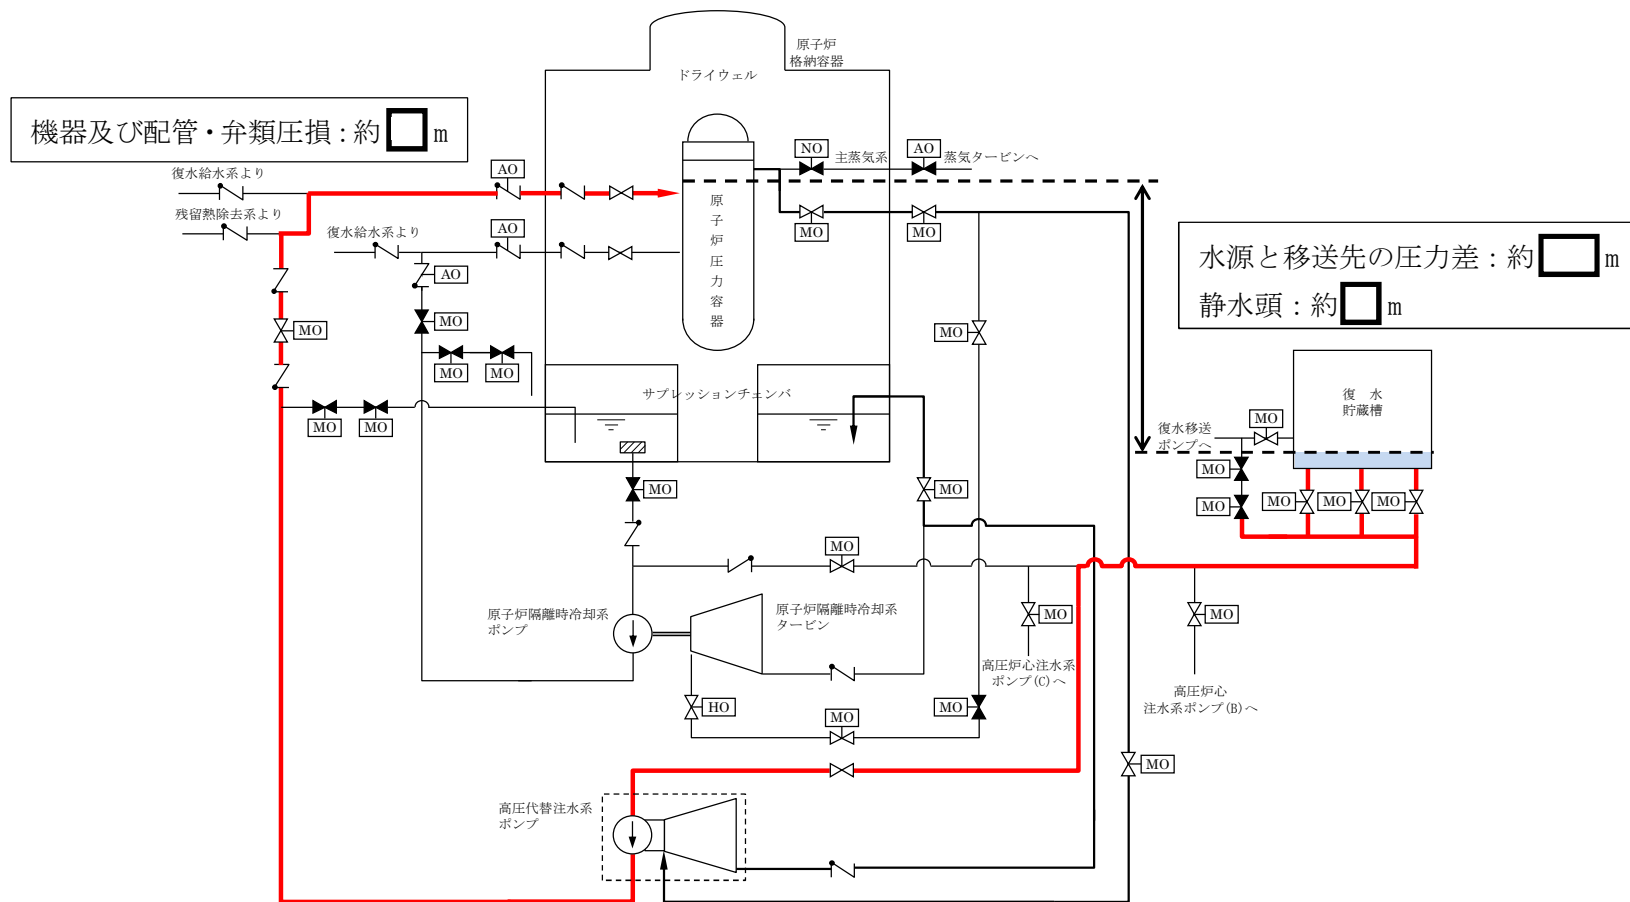 原子炉
格納容器
ドライウェル
機器及び配管・弁類圧損：約 m
復水給水系より
AO
NO
主蒸気系
AO
蒸気タービンへ
残留熱除去系より
復水給水系より
AO
原子炉圧力容器
MO
MO
水源と移送先の圧力差：約 m
静水頭：約 m
AO
MO
MO
MO
MO
MO
サプレッションチェンバ
復水
貯蔵槽
MO
MO
MO
復水移送
ポンプへ
MO
MO
MO
MO
MO
MO
MO
MO
原子炉隔離時冷却系
ポンプ
原子炉隔離時冷却系
タービン
MO
MO
高圧炉心注水系
ポンプ(C)へ
高圧炉心
注水系ポンプ(B)へ
HO
MO
MO
MO
高圧代替注水系
ポンプ